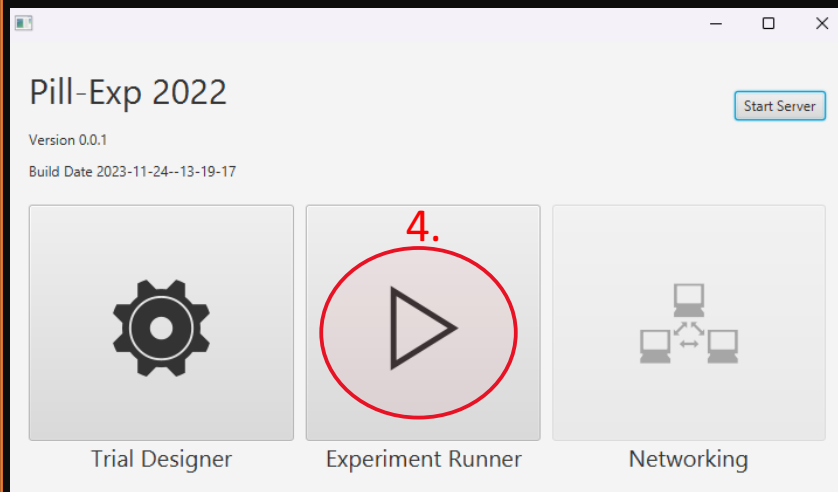 Pill-Exp 2022
Start Server
Version 0.0.1
Build Date 2023-11-24--13-19-17
4.
Trial Designer
Experiment Runner
Networking